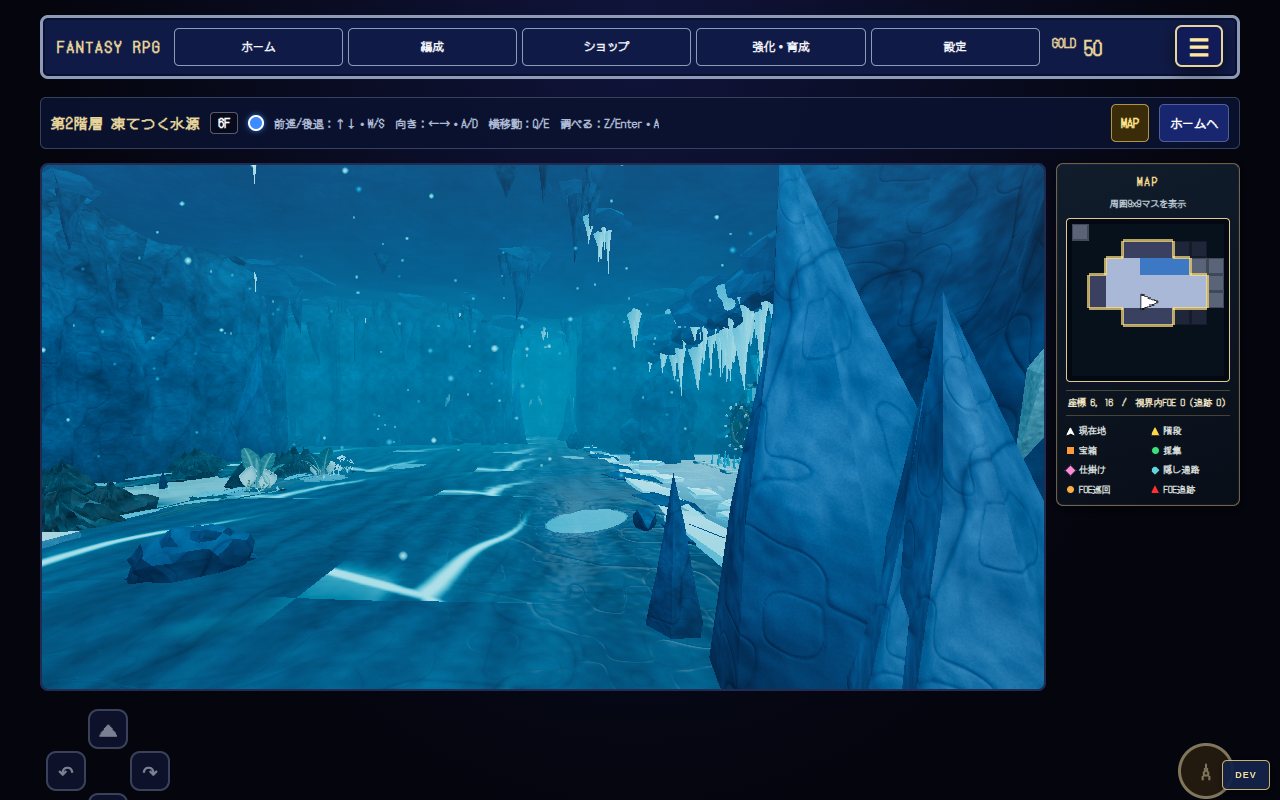 FANTASY RPG
ホーム
編成
ショップ
強化・育成
設定
GOLD 50
第2階層 凍てつく水源
6F
前進/後退：↑↓・W/S 向き：←→・A/D 横移動：Q/E 調べる：Z/Enter・A
MAP
ホームへ
MAP
周囲9x9マスを表示
座標 6, 16 / 視界内FOE 0 (追跡 0)
現在地
階段
宝箱
採集
仕掛け
隠し通路
FOE巡回
FOE追跡
A
DEV